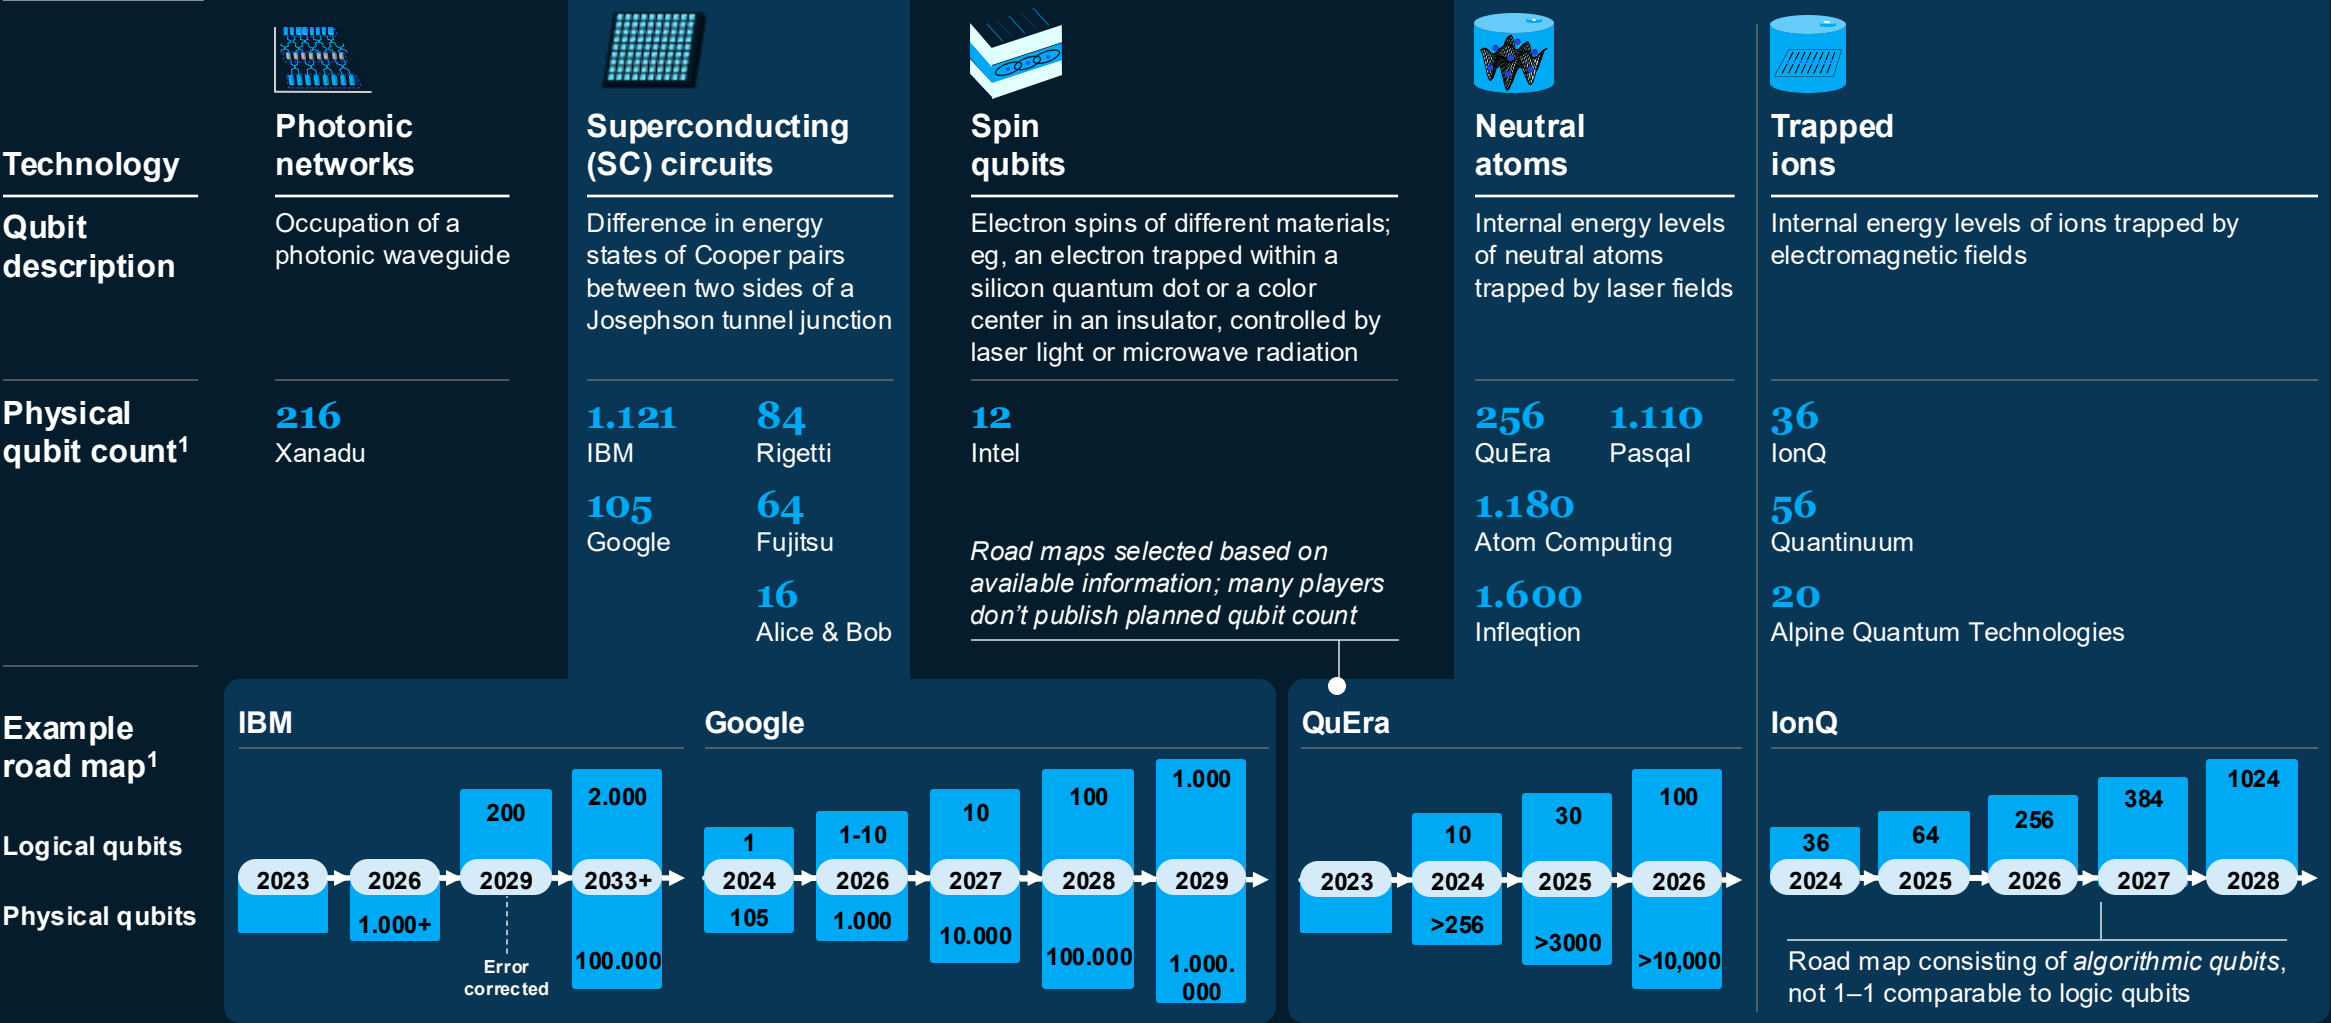 Technology
Photonic
networks
Superconducting
(SC) circuits
Spin
qubits
Neutral
atoms
Trapped
ions
Qubit
description
Occupation of a
photonic waveguide
Difference in energy
states of Cooper pairs
between two sides of a
Josephson tunnel junction
Electron spins of different materials;
eg, an electron trapped within a
silicon quantum dot or a color
center in an insulator, controlled by
laser light or microwave radiation
Internal energy levels
of neutral atoms
trapped by laser fields
Internal energy levels of ions trapped by
electromagnetic fields
Physical
qubit count1
216
Xanadu
1.121
IBM
84
Rigetti
105
Google
64
Fujitsu
16
Alice & Bob
12
Intel
256
QuEra
1.110
Pasqal
1.180
Atom Computing
1.600
Infleqtion
36
IonQ
56
Quantinuum
20
Alpine Quantum Technologies
Road maps selected based on
available information; many players
don't publish planned qubit count
Example
road map1
Logical qubits
Physical qubits
IBM
200
2.000
2023
2026
2029
2033+
1.000+
100.000
Error
corrected
Google
1
1-10
10
100
1.000
2024
2026
2027
2028
2029
105
1.000
10.000
100.000
1.000.
000
QuEra
10
30
100
2023
2024
2025
2026
>256
>3000
>10,000
IonQ
36
64
256
384
1024
2024
2025
2026
2027
2028
Road map consisting of algorithmic qubits,
not 1–1 comparable to logic qubits